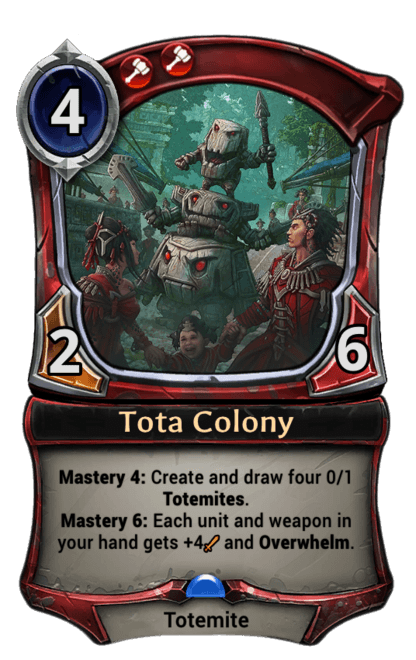 4
2
6
Tota Colony
Mastery 4: Create and draw four 0/1
Totemites.
Mastery 6: Each unit and weapon in
your hand gets +4 and Overwhelm.
Totemite